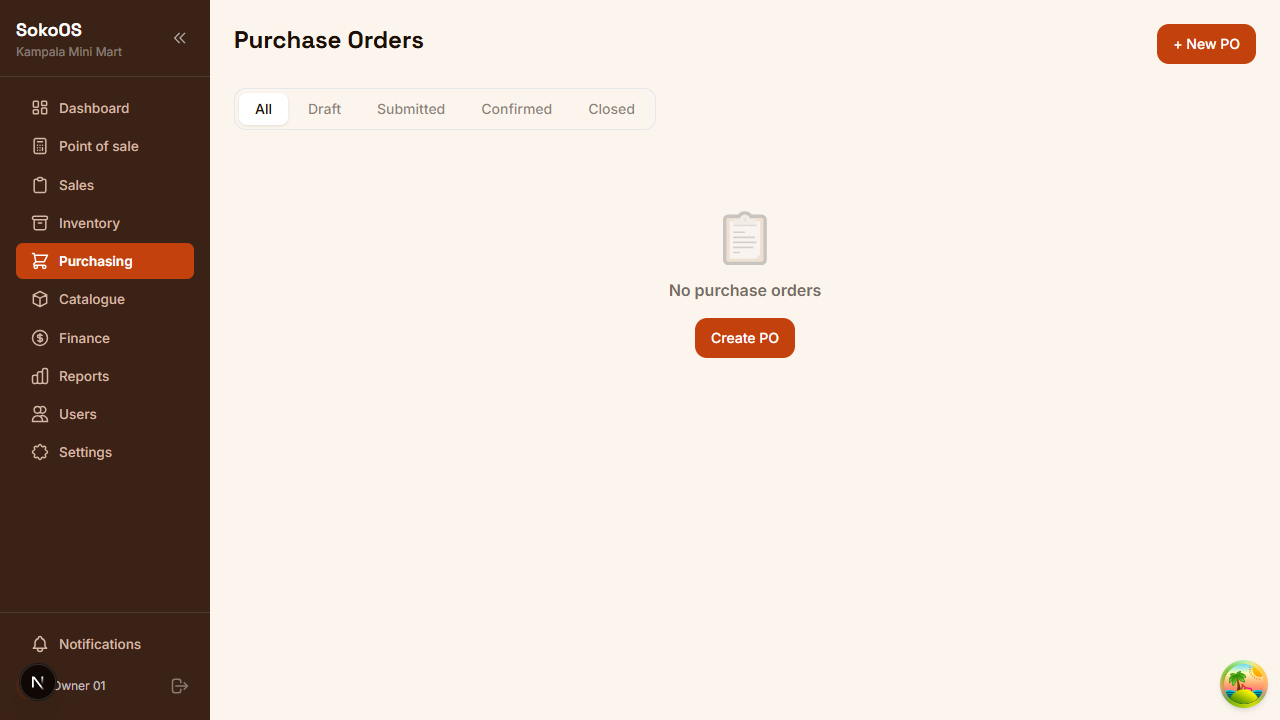 SokoOS
Kampala Mini Mart
Dashboard
Point of sale
Sales
Inventory
Purchasing
Catalogue
Finance
Reports
Users
Settings
Notifications
N
Owner 01
Purchase Orders
+ New PO
All
Draft
Submitted
Confirmed
Closed
No purchase orders
Create PO